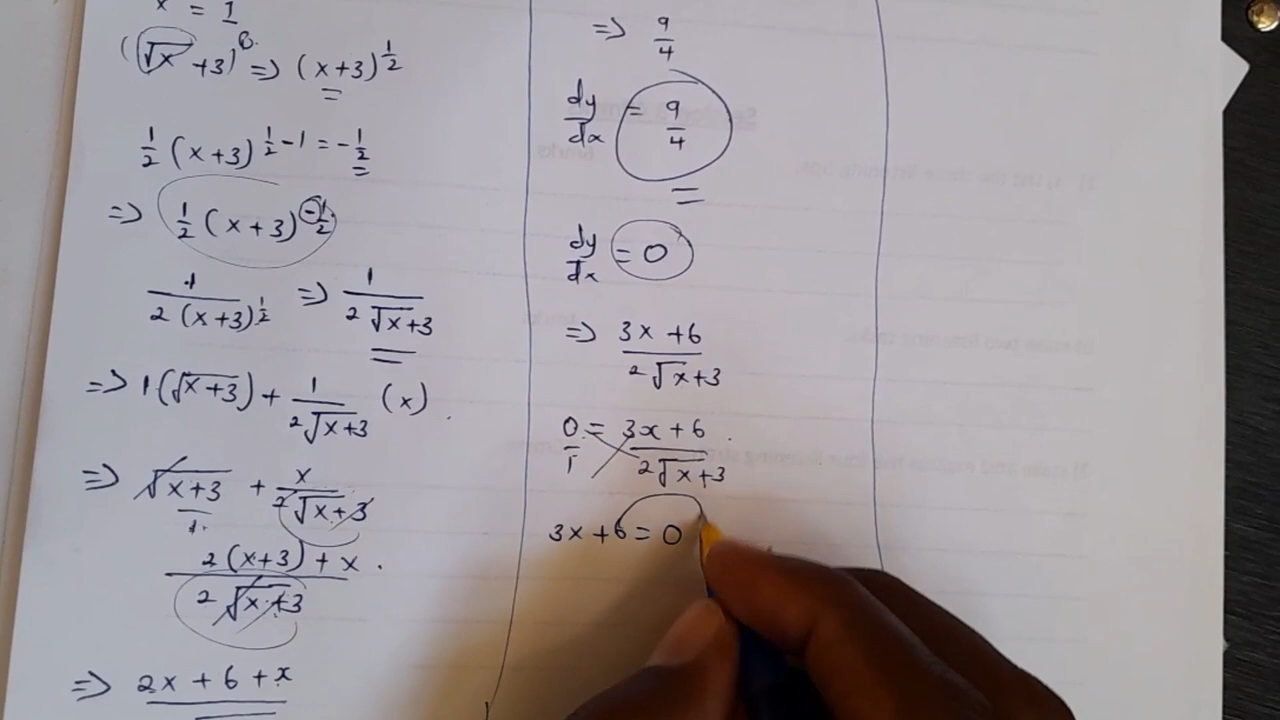 x = 1
(√x +3)^6. => (x+3)^1/2
1/2 (x+3)^1/2 - 1 = -1/2
=> 1/2 (x+3)^-1/2
1/2 (x+3)^1/2 => 1/2√x+3
=> 1(√x+3) + 1/2√x+3 (x).
=> √x+3/1. + x/2√x+3
2(x+3) + x/2√x+3.
=> 2x + 6 + x
=> 9/4
dy/dx = 9/4
dy/dx = 0
=> 3x+6/2√x+3
0/1 = 3x+6/2√x+3.
3x+6 = 0